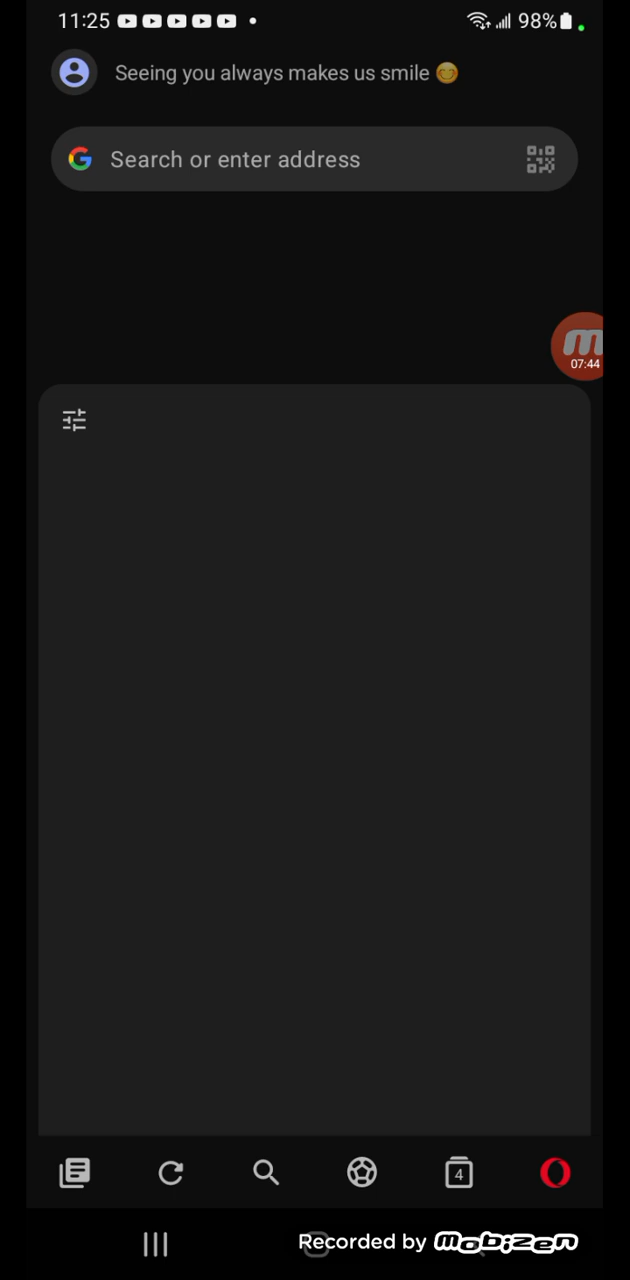 11:25
98%
Seeing you always makes us smile 😊
Search or enter address
m
07:44
4
Recorded by mobizen